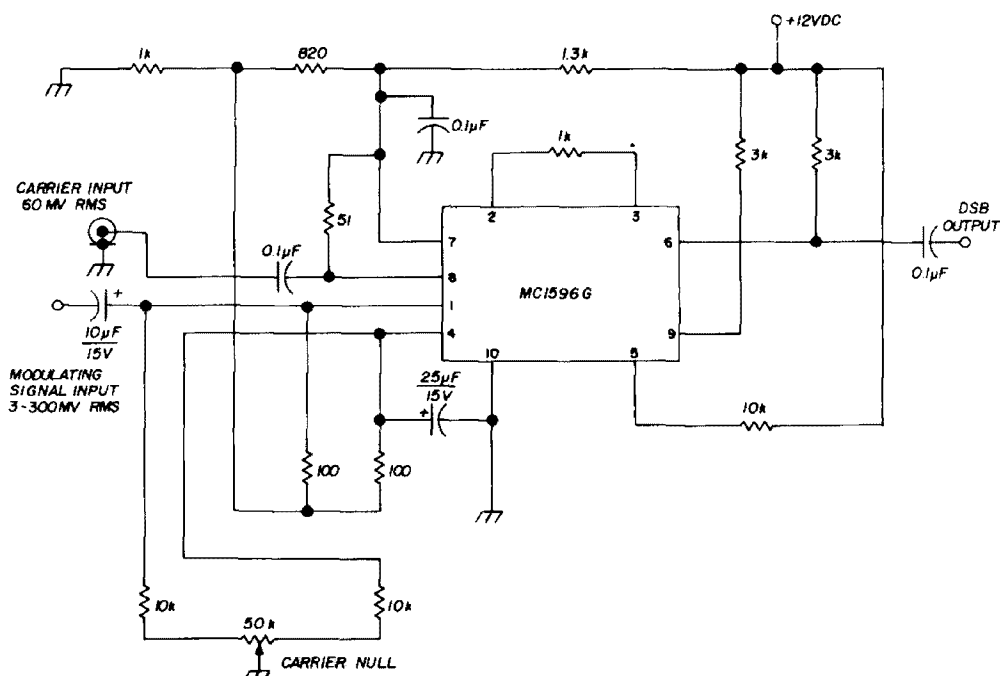 +12VDC
1k
820
1.3k
0.1µF
1k
3k
3k
CARRIER INPUT
60 MV RMS
51
2
3
DSB
OUTPUT
7
6
0.1µF
0.1µF
8
MC1596G
1
10µF
15V
4
9
10
5
MODULATING
SIGNAL INPUT
3-300MV RMS
25µF
15V
10k
100
100
10k
10k
50k
CARRIER NULL